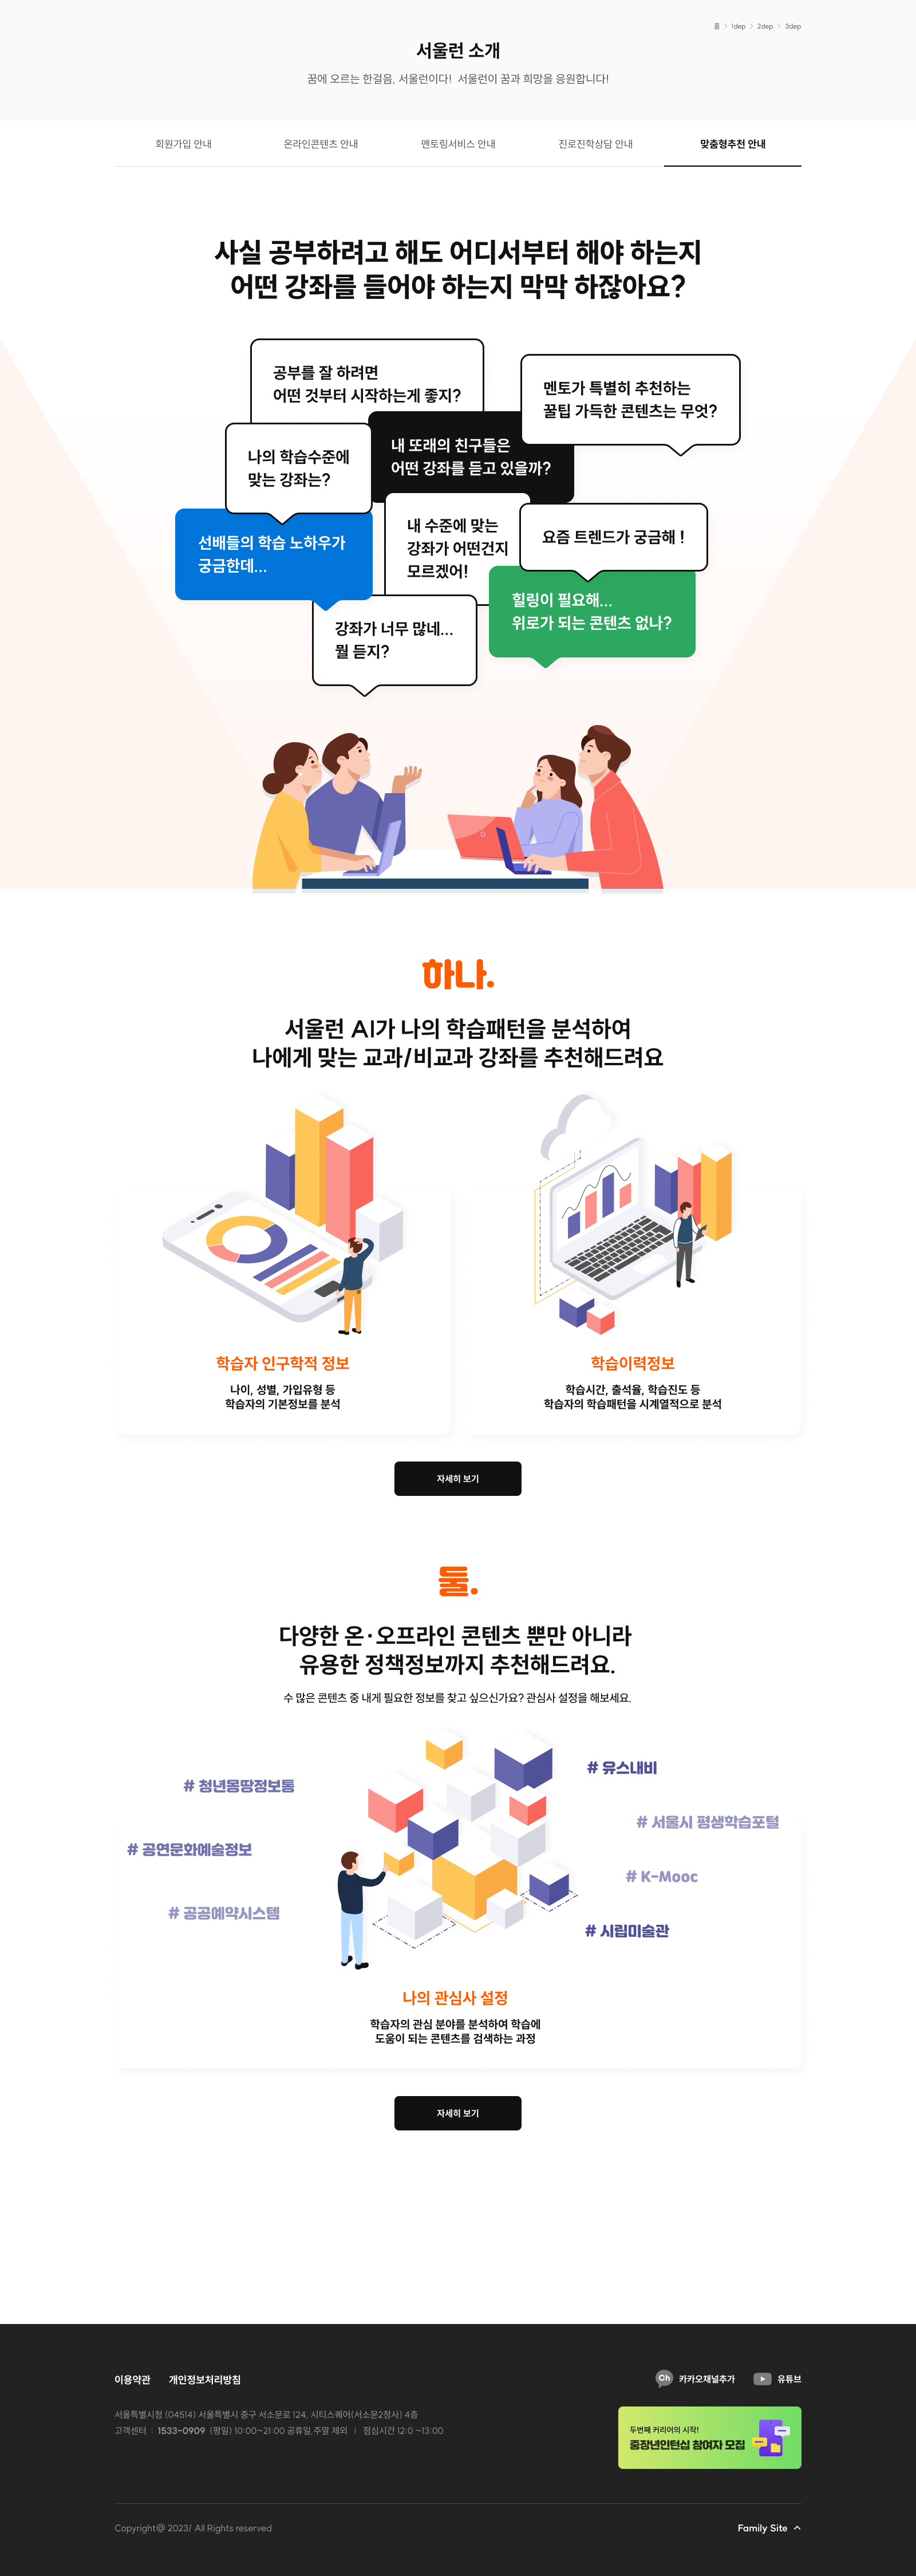 홈 > 1dep > 2dep > 3dep
서울런 소개
꿈에 오르는 한걸음, 서울런이다! 서울런이 꿈과 희망을 응원합니다!
회원가입 안내
온라인콘텐츠 안내
멘토링서비스 안내
진로진학상담 안내
맞춤형추천 안내
사실 공부하려고 해도 어디서부터 해야 하는지
어떤 강좌를 들어야 하는지 막막 하잖아요?
공부를 잘 하려면
어떤 것부터 시작하는게 좋지?
멘토가 특별히 추천하는
꿀팁 가득한 콘텐츠는 무엇?
내 또래의 친구들은
어떤 강좌를 듣고 있을까?
나의 학습수준에
맞는 강좌는?
내 수준에 맞는
강좌가 어떤건지
모르겠어!
요즘 트렌드가 궁금해 !
선배들의 학습 노하우가
궁금한데...
힐링이 필요해...
위로가 되는 콘텐츠 없나?
강좌가 너무 많네...
뭘 듣지?
하나.
서울런 AI가 나의 학습패턴을 분석하여
나에게 맞는 교과/비교과 강좌를 추천해드려요
학습자 인구학적 정보
나이, 성별, 가입유형 등
학습자의 기본정보를 분석
학습이력정보
학습시간, 출석율, 학습진도 등
학습자의 학습패턴을 시계열적으로 분석
자세히 보기
둘.
다양한 온·오프라인 콘텐츠 뿐만 아니라
유용한 정책정보까지 추천해드려요.
수 많은 콘텐츠 중 내게 필요한 정보를 찾고 싶으신가요? 관심사 설정을 해보세요.
# 청년몽땅정보통
# 공연문화예술정보
# 공공예약시스템
# 유스내비
# 서울시 평생학습포털
# K-Mooc
# 시립미술관
나의 관심사 설정
학습자의 관심 분야를 분석하여 학습에
도움이 되는 콘텐츠를 검색하는 과정
자세히 보기
이용약관
개인정보처리방침
Ch 카카오채널추가
유튜브
서울특별시청 (04514) 서울특별시 중구 서소문로 124, 시티스퀘어(서소문2청사) 4층
고객센터 : 1533-0909 (평일) 10:00~21:00 공휴일,주말 제외 | 점심시간 12:0 ~13:00
두번째 커리어의 시작!
중장년인턴십 참여자 모집
Copyright@ 2023/ All Rights reserved
Family Site